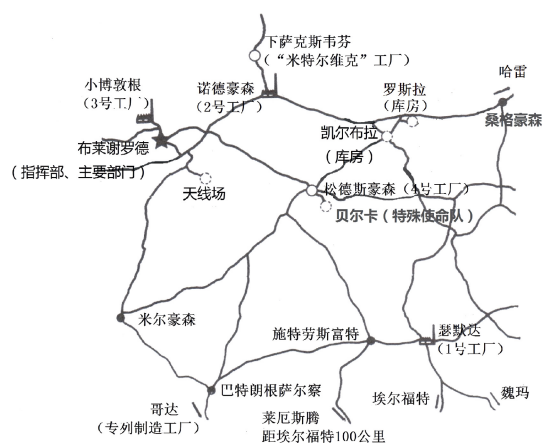 下萨克斯韦芬
（“米特尔维克”工厂）
小博敦根
（3号工厂）
诺德豪森
（2号工厂）
罗斯拉
（库房）
哈雷
桑格豪森
凯尔布拉
（库房）
布莱谢罗德
（指挥部、主要部门）
天线场
松德斯豪森（4号工厂）
贝尔卡（特殊使命队）
米尔豪森
施特劳斯富特
瑟默达
（1号工厂）
巴特朗根萨尔察
哥达
（专列制造工厂）
莱厄斯腾
距埃尔福特100公里
埃尔福特
魏玛